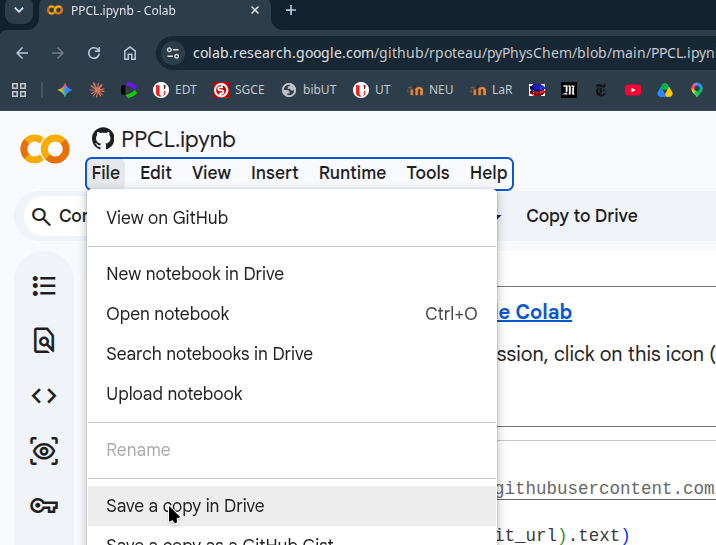 PPCL.ipynb - Colab
colab.research.google.com/github/rpoteau/pyPhysChem/blob/main/PPCL.ipyn
EDT SGCE bibUT UT NEU LaR
PPCL.ipynb
File Edit View Insert Runtime Tools Help
Cor Copy to Drive
View on GitHub
New notebook in Drive
e Colab
Open notebook Ctrl+O
Search notebooks in Drive
ssion, click on this icon (
Upload notebook
Rename
githubusercontent.com
Save a copy in Drive
it_url).text)
Save a copy as a GitHub Gist